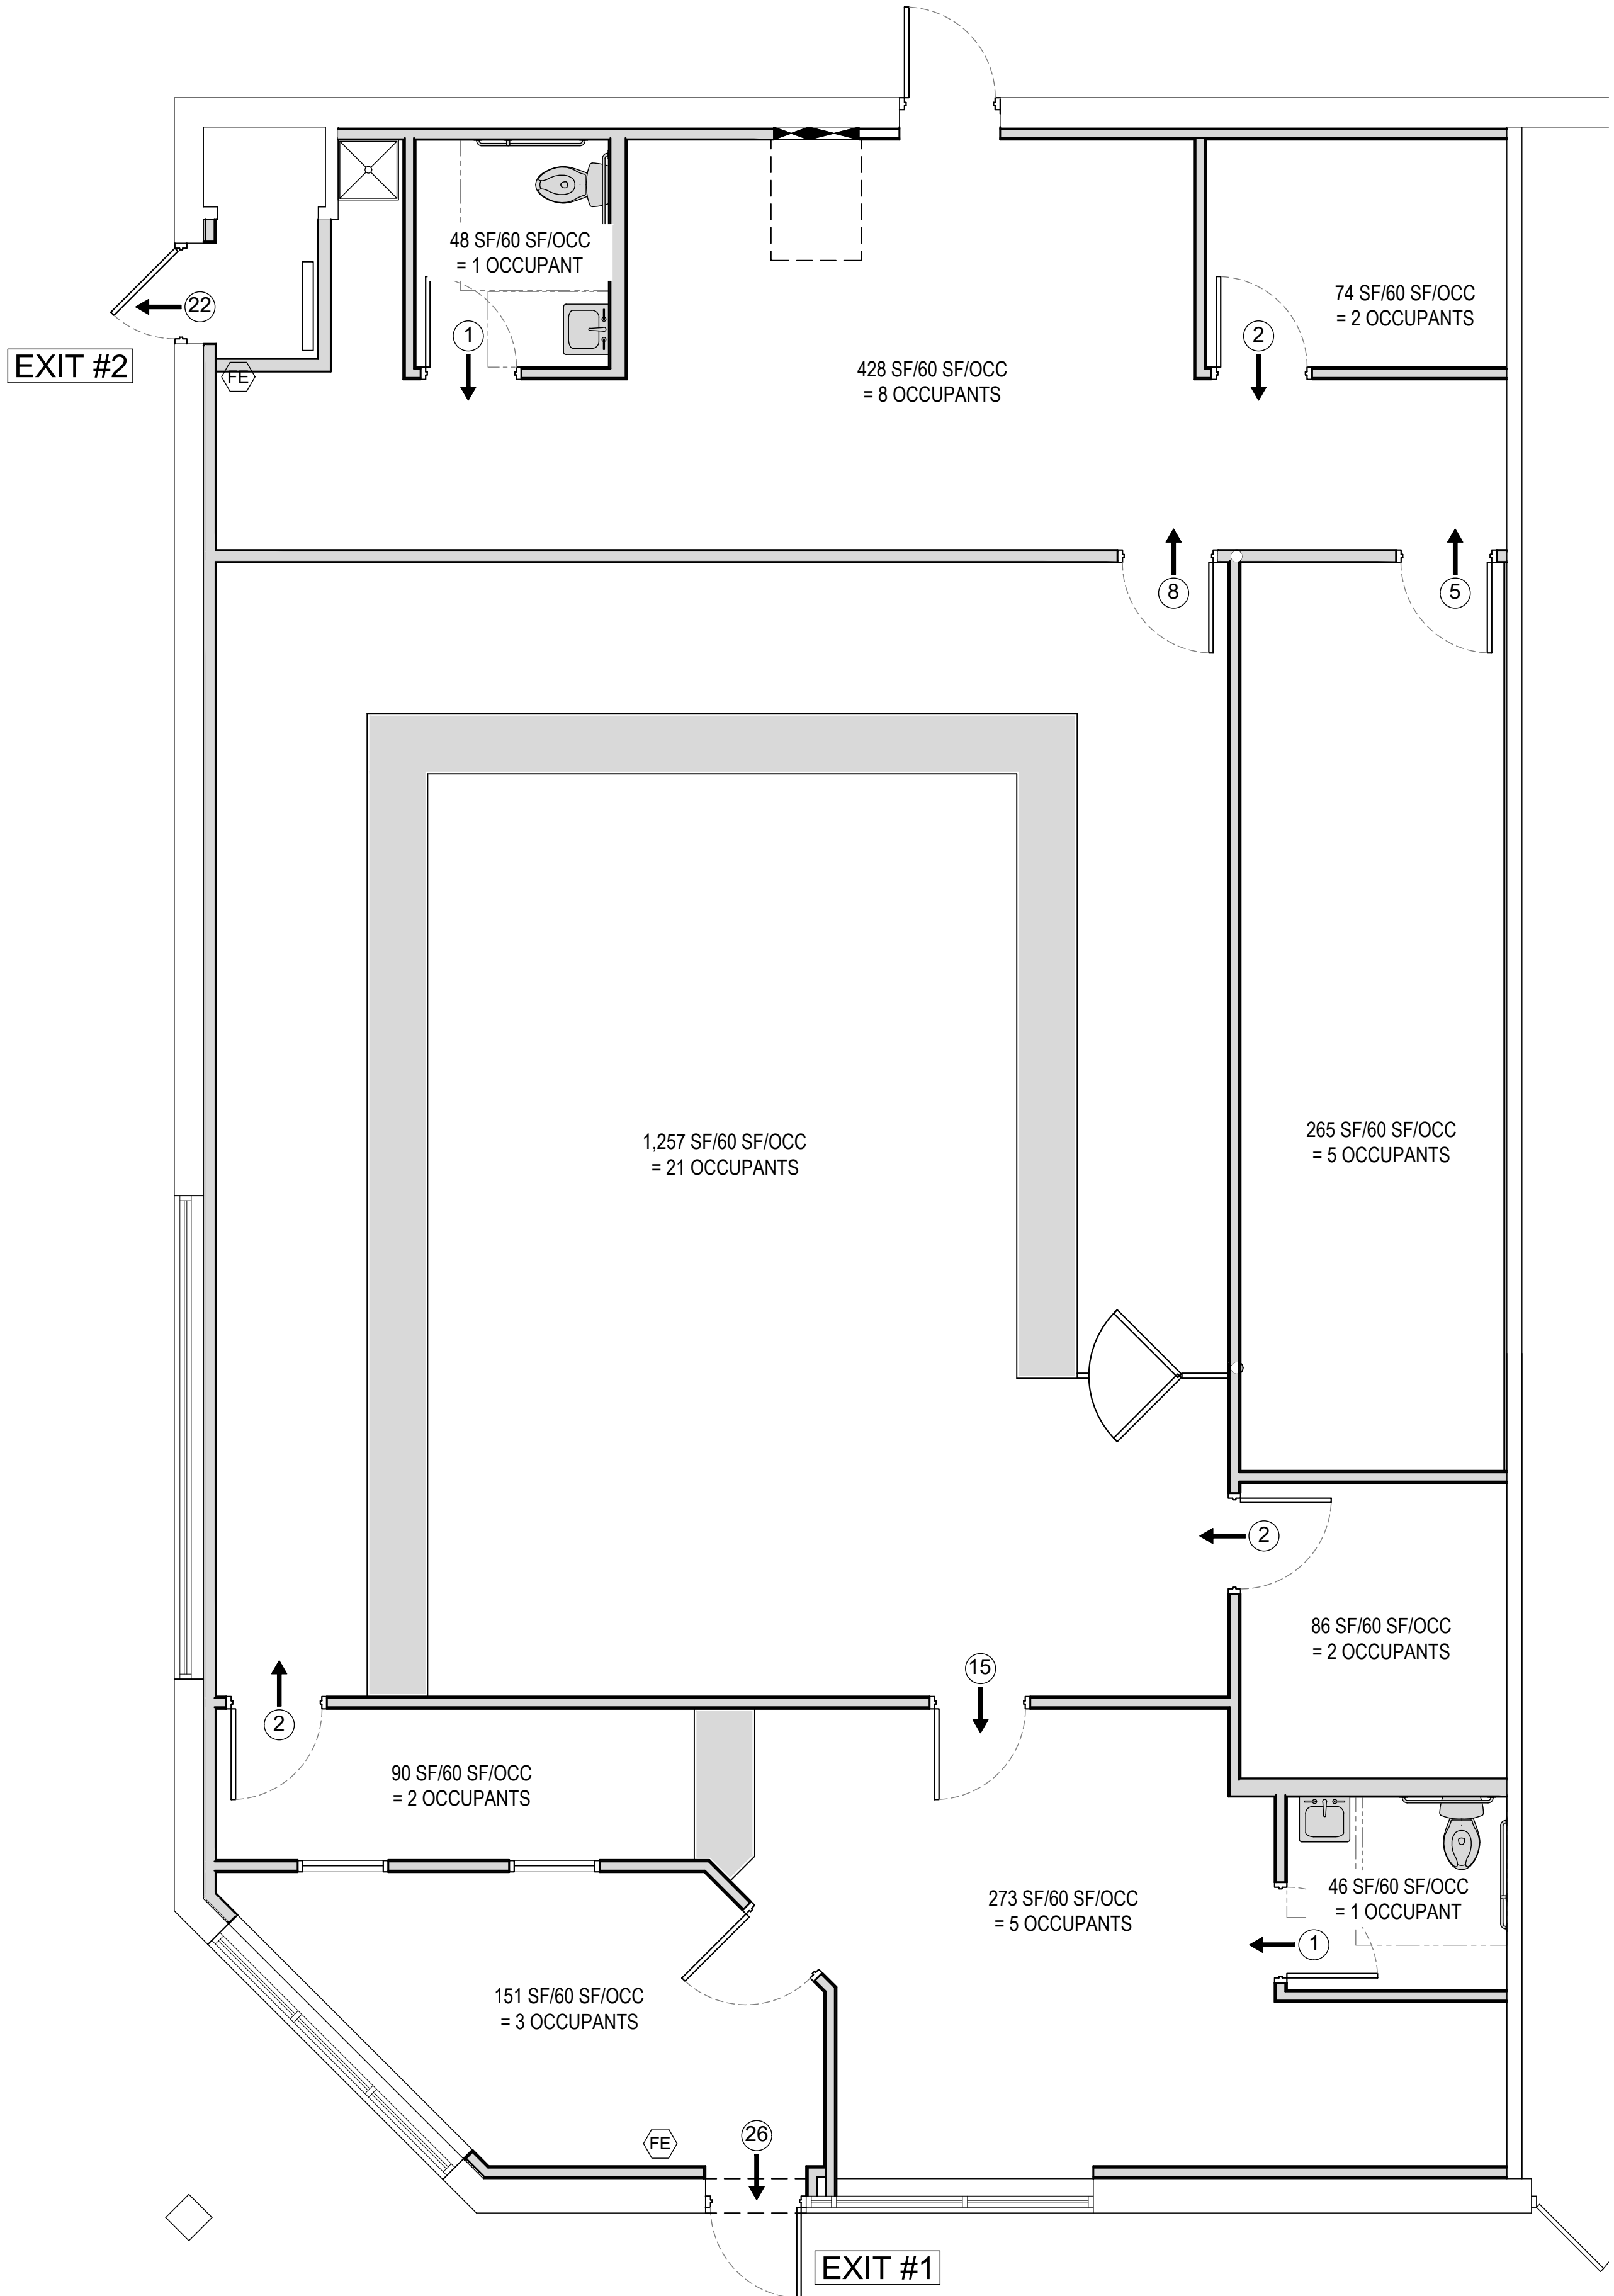 48 SF/60 SF/OCC
= 1 OCCUPANT
22
1
2
74 SF/60 SF/OCC
= 2 OCCUPANTS
EXIT #2
FE
428 SF/60 SF/OCC
= 8 OCCUPANTS
8
5
1,257 SF/60 SF/OCC
= 21 OCCUPANTS
265 SF/60 SF/OCC
= 5 OCCUPANTS
2
86 SF/60 SF/OCC
= 2 OCCUPANTS
15
2
90 SF/60 SF/OCC
= 2 OCCUPANTS
273 SF/60 SF/OCC
= 5 OCCUPANTS
46 SF/60 SF/OCC
= 1 OCCUPANT
1
151 SF/60 SF/OCC
= 3 OCCUPANTS
FE
26
EXIT #1